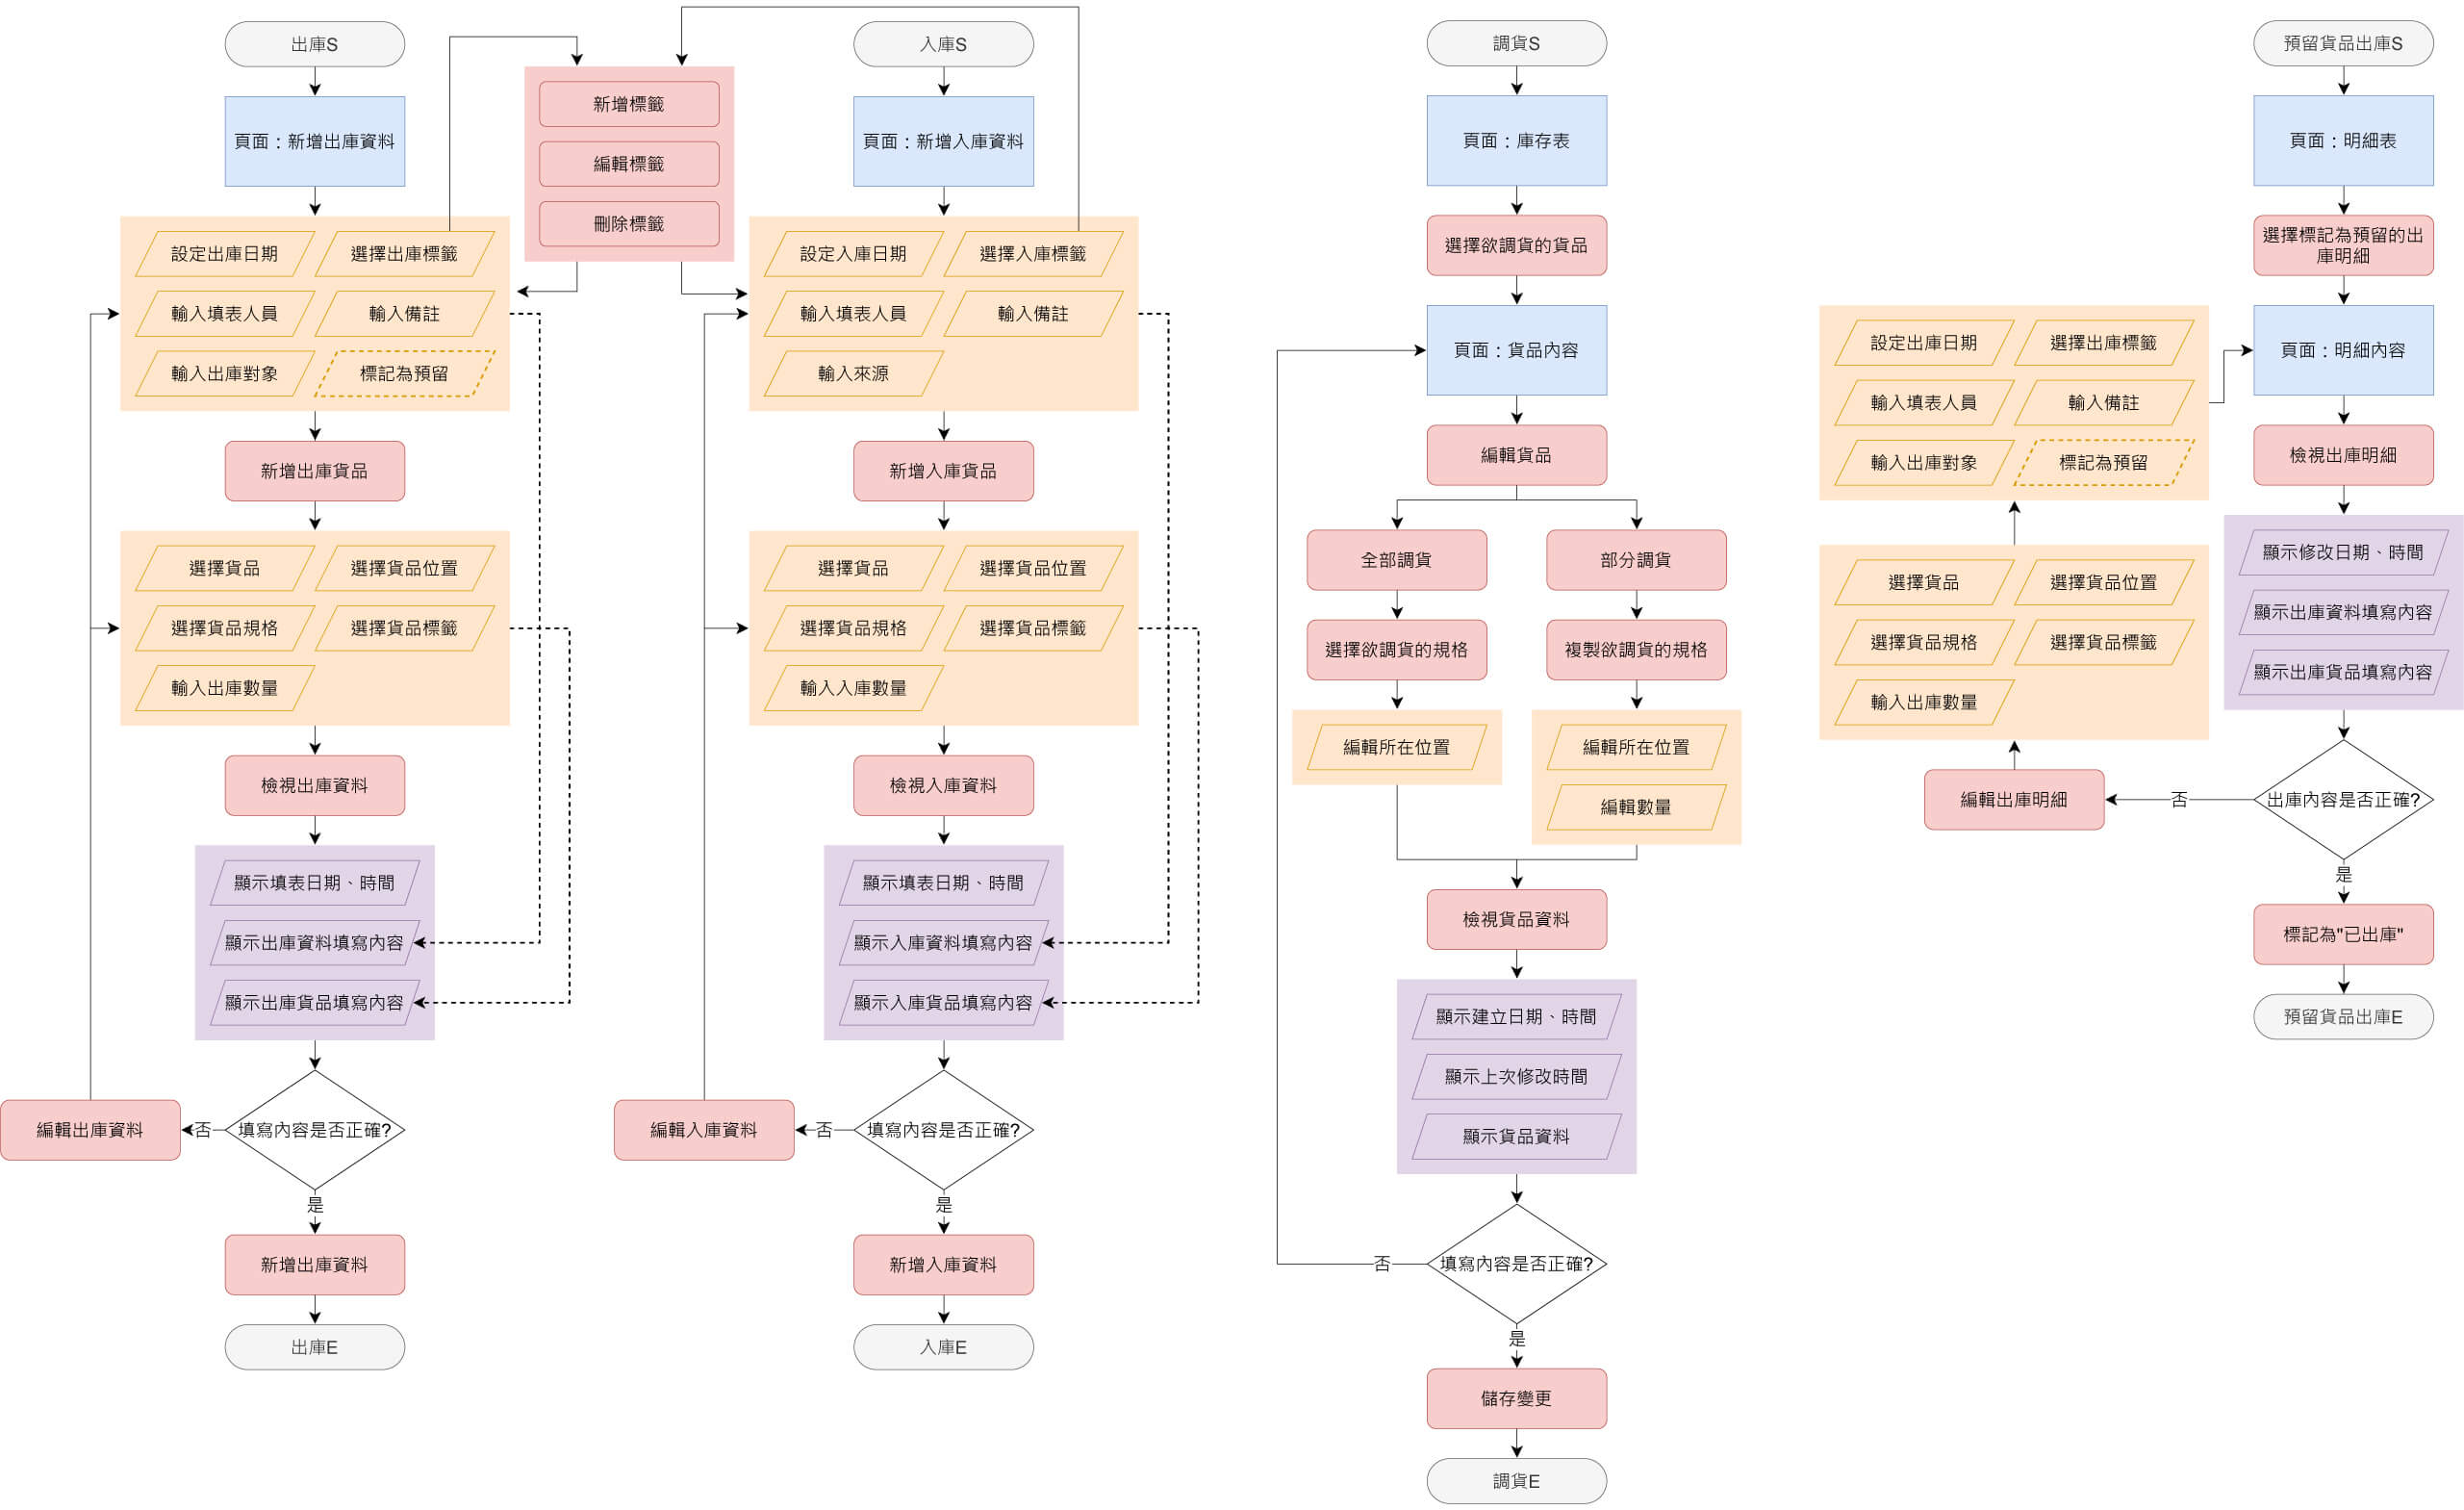 出庫S
頁面：新增出庫資料
設定出庫日期
選擇出庫標籤
輸入填表人員
輸入備註
輸入出庫對象
標記為預留
新增出庫貨品
選擇貨品
選擇貨品位置
選擇貨品規格
選擇貨品標籤
輸入出庫數量
檢視出庫資料
顯示填表日期、時間
顯示出庫資料填寫內容
顯示出庫貨品填寫內容
填寫內容是否正確?
否
編輯出庫資料
是
新增出庫資料
出庫E
新增標籤
編輯標籤
刪除標籤
入庫S
頁面：新增入庫資料
設定入庫日期
選擇入庫標籤
輸入填表人員
輸入備註
輸入來源
新增入庫貨品
選擇貨品
選擇貨品位置
選擇貨品規格
選擇貨品標籤
輸入入庫數量
檢視入庫資料
顯示填表日期、時間
顯示入庫資料填寫內容
顯示入庫貨品填寫內容
填寫內容是否正確?
否
編輯入庫資料
是
新增入庫資料
入庫E
調貨S
頁面：庫存表
選擇欲調貨的貨品
頁面：貨品內容
編輯貨品
全部調貨
部分調貨
選擇欲調貨的規格
複製欲調貨的規格
編輯所在位置
編輯所在位置
編輯數量
檢視貨品資料
顯示建立日期、時間
顯示上次修改時間
顯示貨品資料
填寫內容是否正確?
否
是
儲存變更
調貨E
預留貨品出庫S
頁面：明細表
選擇標記為預留的出
庫明細
頁面：明細內容
檢視出庫明細
顯示修改日期、時間
顯示出庫資料填寫內容
顯示出庫貨品填寫內容
出庫內容是否正確?
否
編輯出庫明細
選擇貨品
選擇貨品位置
選擇貨品規格
選擇貨品標籤
輸入出庫數量
設定出庫日期
選擇出庫標籤
輸入填表人員
輸入備註
輸入出庫對象
標記為預留
是
標記為"已出庫"
預留貨品出庫E